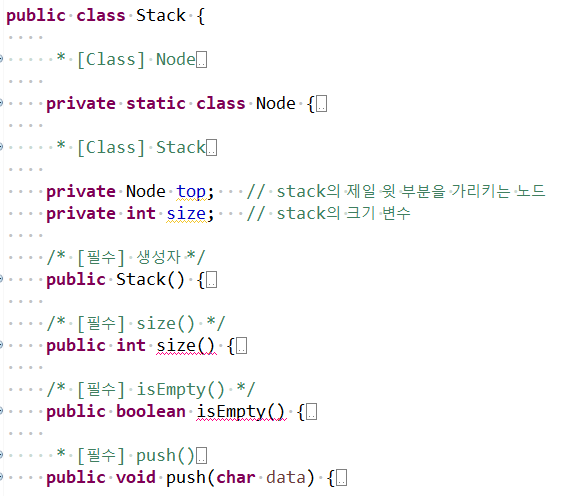 public class Stack {
* [Class] Node
private static class Node {
* [Class] Stack
private Node top;   // stack의 제일 윗 부분을 가리키는 노드
private int size;   // stack의 크기 변수
/* [필수] 생성자 */
public Stack() {
/* [필수] size() */
public int size() {
/* [필수] isEmpty() */
public boolean isEmpty() {
* [필수] push()
public void push(char data) {